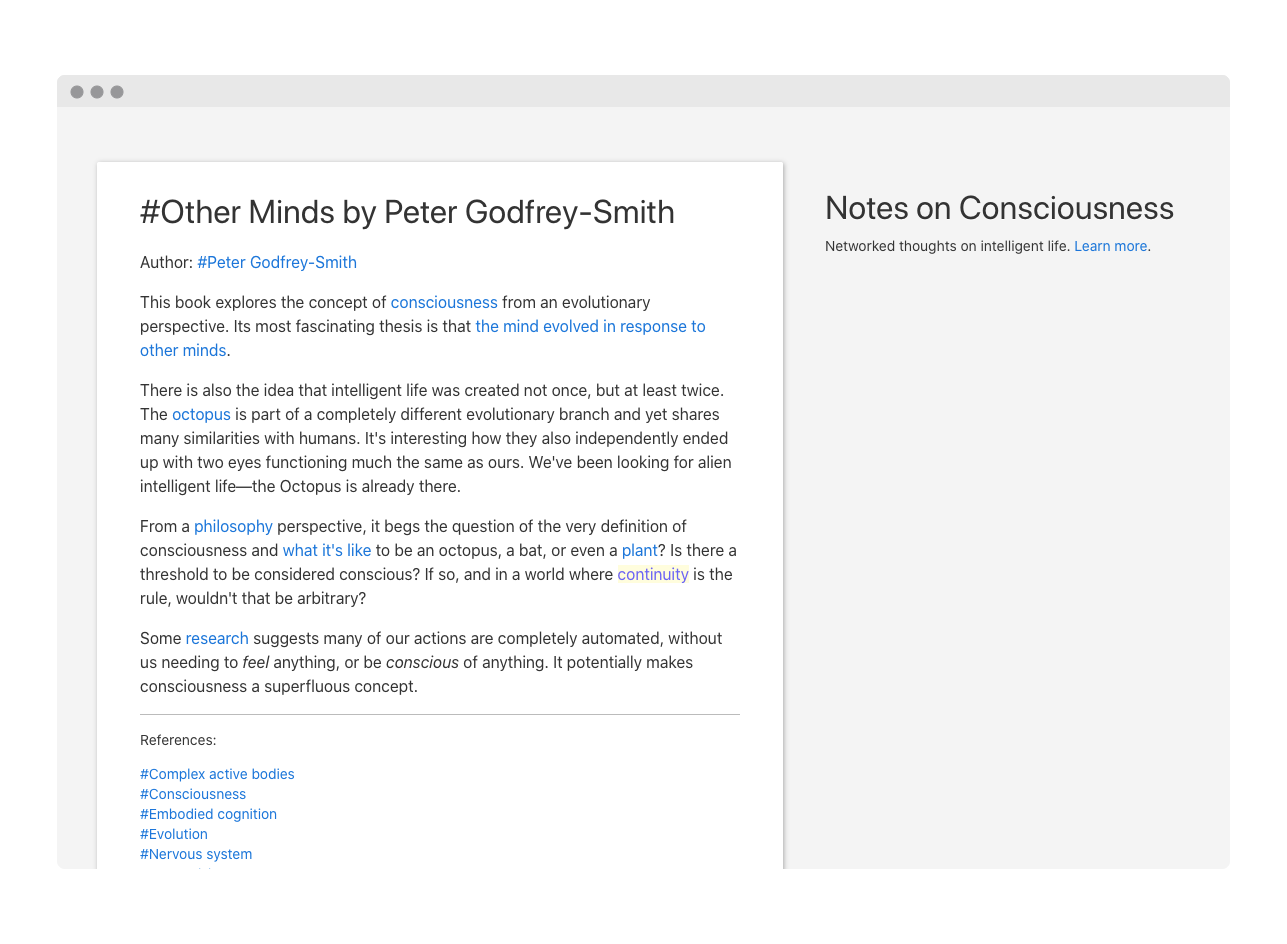 #Other Minds by Peter Godfrey-Smith
Author: #Peter Godfrey-Smith
This book explores the concept of consciousness from an evolutionary
perspective. Its most fascinating thesis is that the mind evolved in response to
other minds.
There is also the idea that intelligent life was created not once, but at least twice.
The octopus is part of a completely different evolutionary branch and yet shares
many similarities with humans. It's interesting how they also independently ended
up with two eyes functioning much the same as ours. We've been looking for alien
intelligent life—the Octopus is already there.
From a philosophy perspective, it begs the question of the very definition of
consciousness and what it's like to be an octopus, a bat, or even a plant? Is there a
threshold to be considered conscious? If so, and in a world where continuity is the
rule, wouldn't that be arbitrary?
Some research suggests many of our actions are completely automated, without
us needing to feel anything, or be conscious of anything. It potentially makes
consciousness a superfluous concept.
References:
#Complex active bodies
#Consciousness
#Embodied cognition
#Evolution
#Nervous system
Notes on Consciousness
Networked thoughts on intelligent life. Learn more.